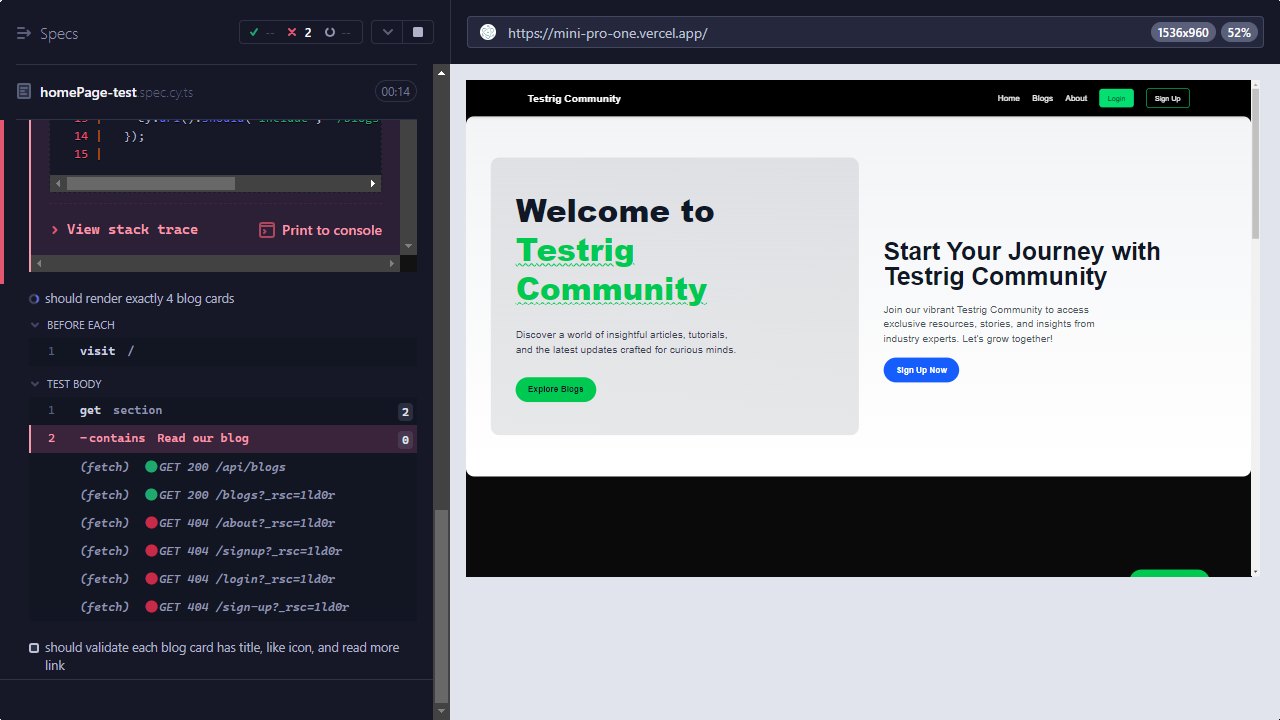 Specs
--
2
--
homePage-test.spec.cy.ts
00:14
14 | });
15 |
View stack trace
Print to console
should render exactly 4 blog cards
BEFORE EACH
1 visit /
TEST BODY
1 get section 2
2 -contains Read our blog 0
(fetch) GET 200 /api/blogs
(fetch) GET 200 /blogs?_rsc=1ld0r
(fetch) GET 404 /about?_rsc=1ld0r
(fetch) GET 404 /signup?_rsc=1ld0r
(fetch) GET 404 /login?_rsc=1ld0r
(fetch) GET 404 /sign-up?_rsc=1ld0r
should validate each blog card has title, like icon, and read more
link
https://mini-pro-one.vercel.app/
1536x960
52%
Testrig Community
Home
Blogs
About
Login
Sign Up
Welcome to
Testrig
Community
Discover a world of insightful articles, tutorials,
and the latest updates crafted for curious minds.
Explore Blogs
Start Your Journey with
Testrig Community
Join our vibrant Testrig Community to access
exclusive resources, stories, and insights from
industry experts. Let's grow together!
Sign Up Now